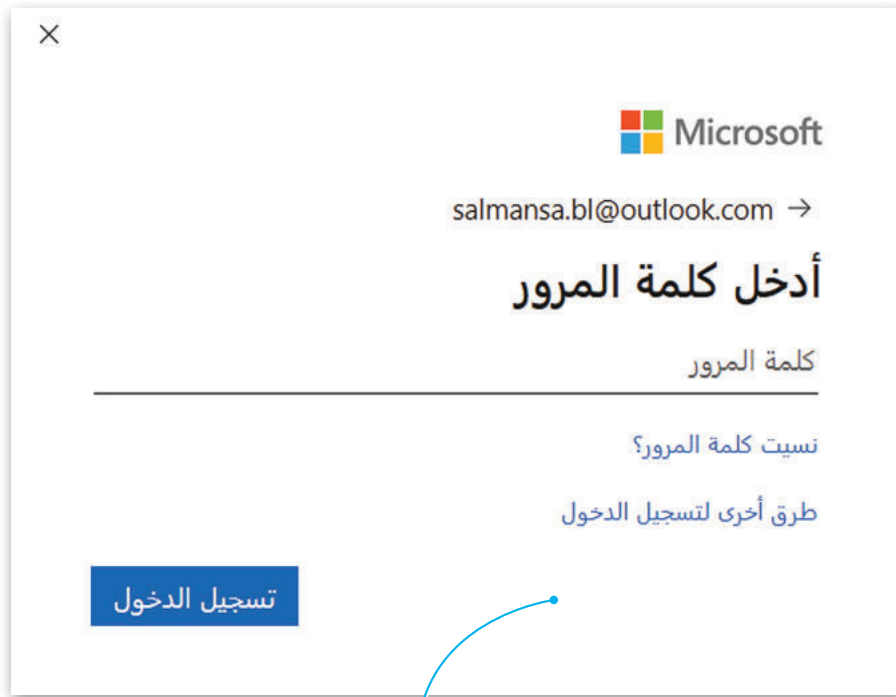 Microsoft
salmansa.bl@outlook.com
أدخل كلمة المرور
كلمة المرور
نسيت كلمة المرور؟
طرق أخرى لتسجيل الدخول
تسجيل الدخول